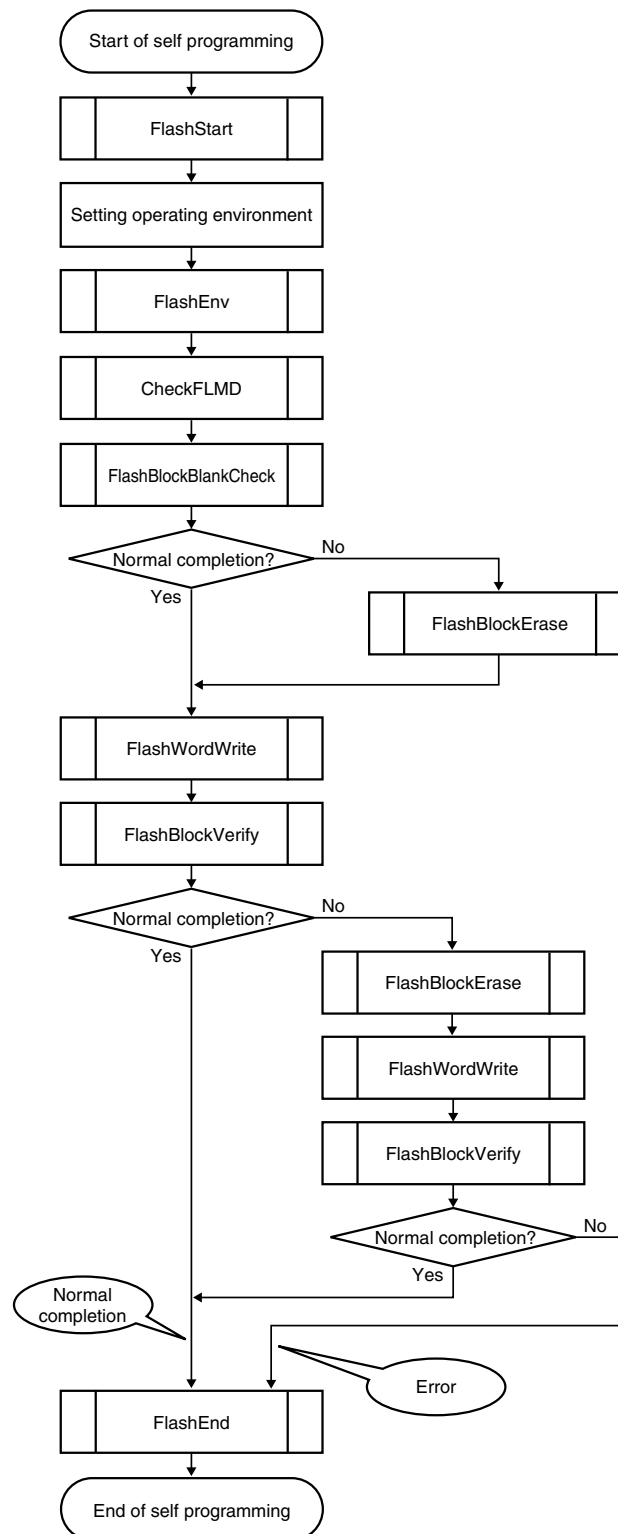 Start of self programming
FlashStart
Setting operating environment
FlashEnv
CheckFLMD
FlashBlockBlankCheck
Normal completion?
No
Yes
FlashBlockErase
FlashWordWrite
FlashBlockVerify
Normal completion?
No
Yes
FlashBlockErase
FlashWordWrite
FlashBlockVerify
Normal completion?
No
Yes
Normal
completion
Error
FlashEnd
End of self programming